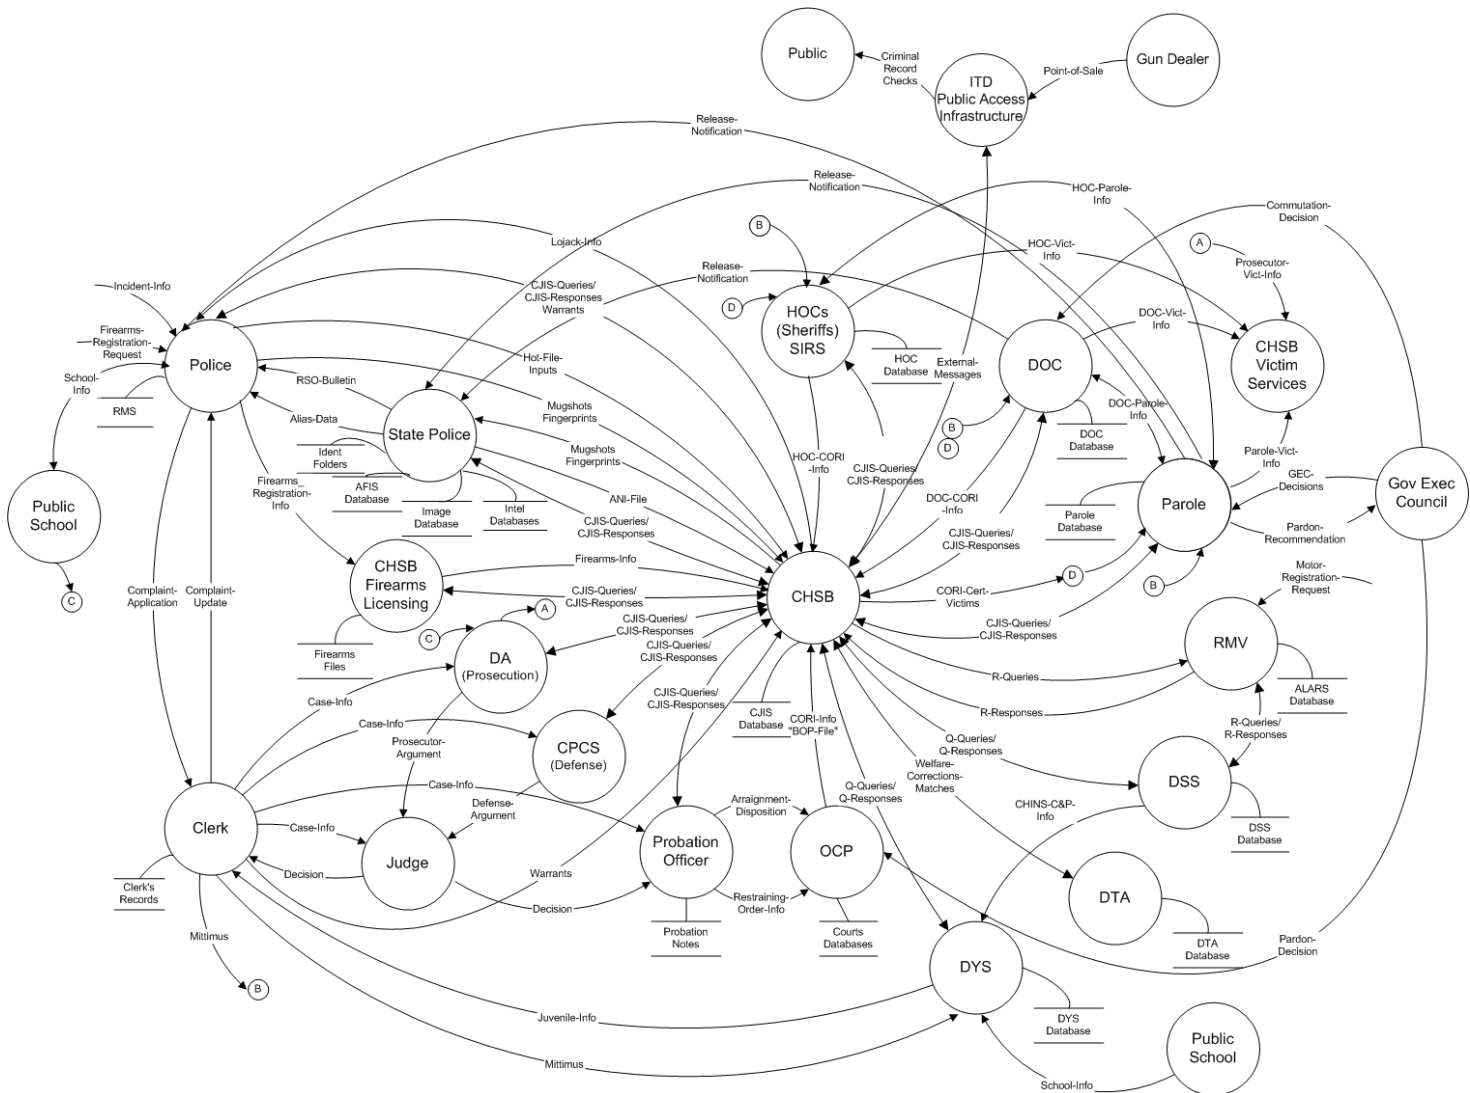 Public
Criminal
Record
Checks
ITD
Public Access
Infrastructure
Point-of-Sale
Gun Dealer
Release-
Notification
Release-
Notification
HOC-Parole-
Info
Commutation-
Decision
B
A
Lojack-Info
HOC-Vict-
Info
Prosecutor-
Vict-Info
Release-
Notification
Incident-Info
CJIS-Queries/
CJIS-Responses
Warrants
D
HOCs
(Sheriffs)
SIRS
DOC-Vict-
Info
Firearms-
Registration-
Request
Police
Hot-File-
Inputs
HOC
Database
External-
Messages
DOC
CHSB
Victim
Services
School-
Info
RSO-Bulletin
RMS
Alias-Data
Mugshots
Fingerprints
DOC-Parole-
Info
State Police
B
D
DOC
Database
Ident
Folders
Mugshots
Fingerprints
HOC-CORI
-Info
CJIS-Queries/
CJIS-Responses
Parole-Vict-
Info
Firearms_
Registration-
Info
AFIS
Database
Image
Database
Intel
Databases
ANI-File
DOC-CORI
-Info
Parole
Database
Parole
GEC-
Decisions
Gov Exec
Council
Public
School
CJIS-Queries/
CJIS-Responses
CJIS-Queries/
CJIS-Responses
Pardon-
Recommendation
CHSB
Firearms
Licensing
Firearms-Info
CHSB
D
B
Motor-
Registration-
Request
C
Complaint-
Application
Complaint-
Update
CJIS-Queries/
CJIS-Responses
CORI-Cert-
Victims
A
C
CJIS-Queries/
CJIS-Responses
CJIS-Queries/
CJIS-Responses
Firearms
Files
DA
(Prosecution)
CJIS-Queries/
CJIS-Responses
RMV
R-Queries
CJIS-Queries/
CJIS-Responses
ALARS
Database
Case-Info
CJIS
Database
CORI-Info
"BOP-File"
R-Responses
Case-Info
R-Queries/
R-Responses
Prosecutor-
Argument
CPCS
(Defense)
Q-Queries/
Q-Responses
Welfare-
Corrections-
Matches
DSS
Case-Info
Q-Queries/
Q-Responses
Defense-
Argument
Arraignment-
Disposition
CHINS-C&P-
Info
DSS
Database
Clerk
Case-Info
Judge
Probation
Officer
OCP
Clerk's
Records
Decision
Warrants
Restraining-
Order-Info
DTA
Decision
Mittimus
Probation
Notes
Courts
Databases
DTA
Database
Pardon-
Decision
DYS
B
Juvenile-Info
DYS
Database
Public
School
Mittimus
School-Info